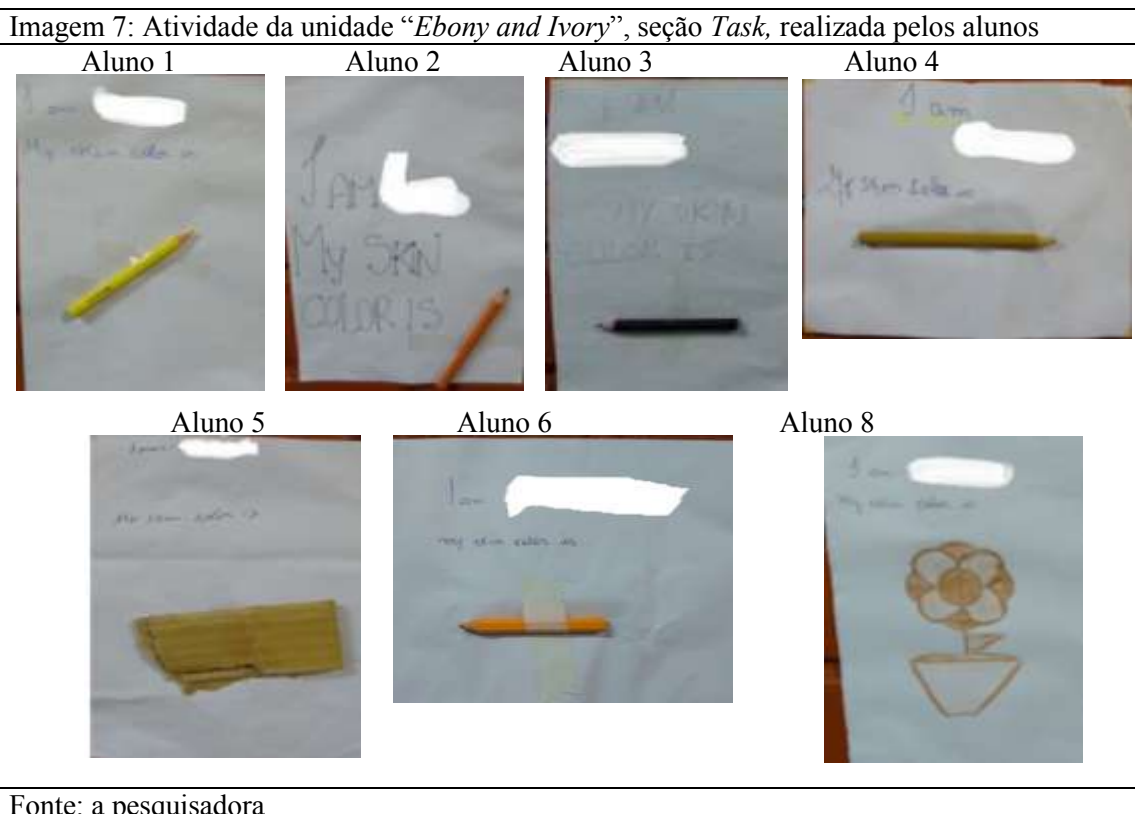 Imagem 7: Atividade da unidade “Ebony and Ivory”, seção Task, realizada pelos alunos
Aluno 1 Aluno 2 Aluno 3 Aluno 4
I am
My skin color is
I AM
My SKIN
COLOR IS
I AM
MY SKIN
COLOR IS
I am
My skin color is
Aluno 5 Aluno 6 Aluno 8
My skin color is
I am
my skin color is
I am
My skin color is
Fonte: a pesquisadora